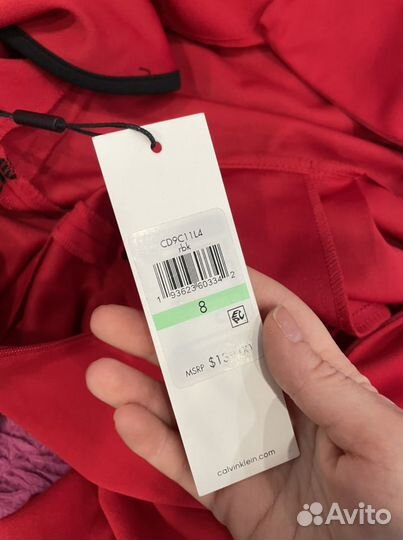 CD9C11L4
rbk
1 93623 60334 2
8
MSRP
calvinklein.com
Avito